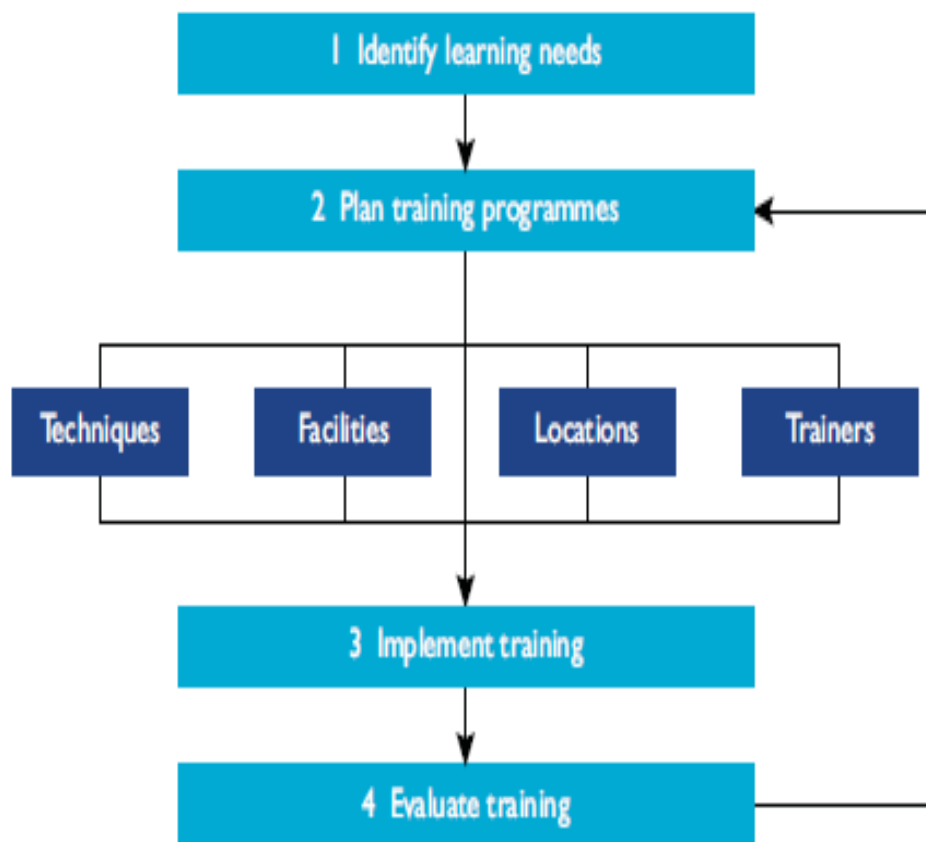 1 Identify learning needs
2 Plan training programmes
Techniques
Facilities
Locations
Trainers
3 Implement training
4 Evaluate training